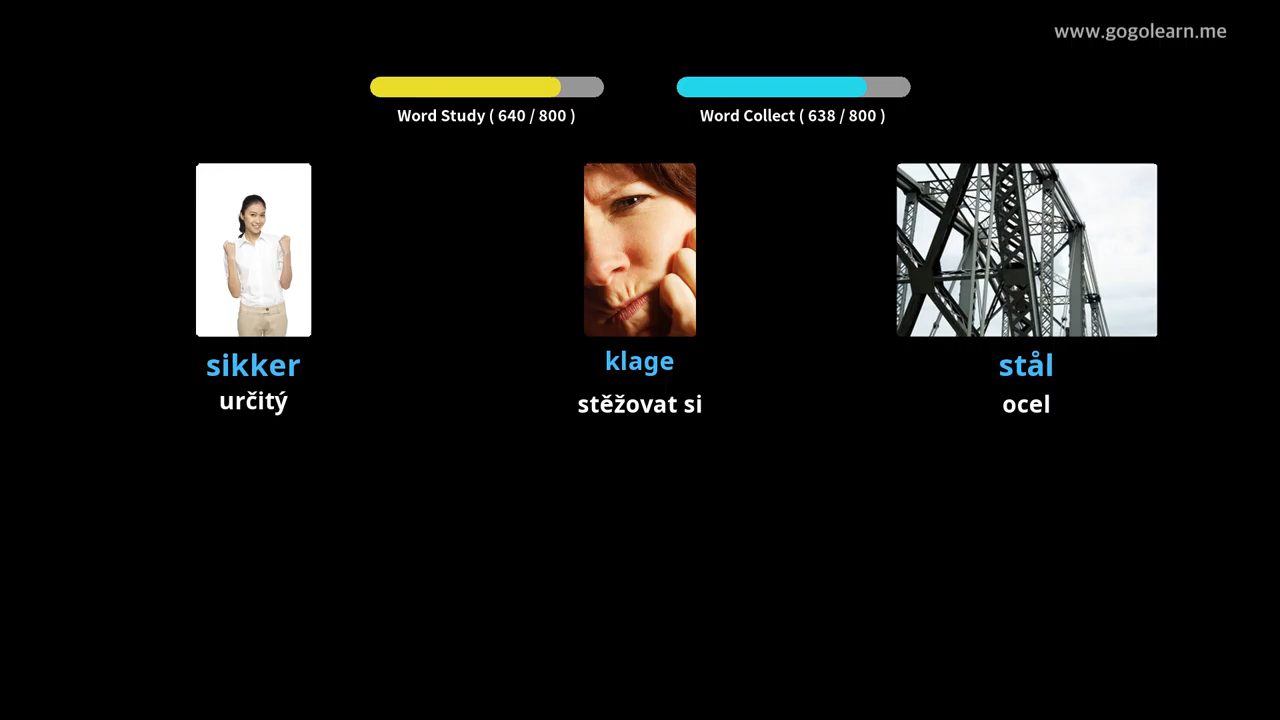 www.gogolearn.me
Word Study ( 640 / 800 )
Word Collect ( 638 / 800 )
sikker
určitý
klage
stěžovat si
stål
ocel